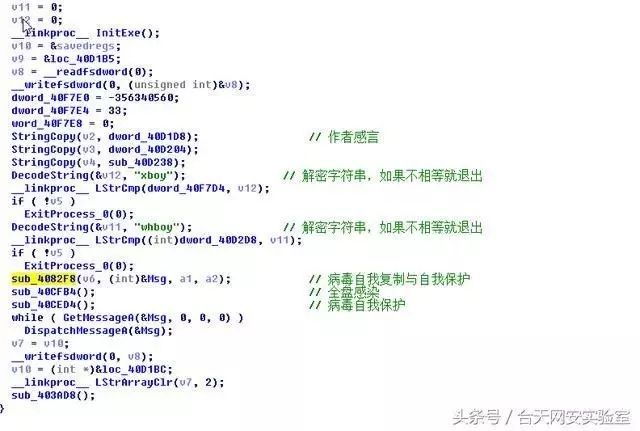 v11 = 0;
v12 = 0;
__linkproc__ InitExe();
v10 = &savedregs;
v9 = &loc_40D1B5;
v8 = __readfsdword(0);
__writefsdword(0, (unsigned int)&v8);
dword_40F7E0 = -356340560;
dword_40F7E4 = 33;
word_40F7E8 = 0;
StringCopy(v2, dword_40D1D8); // 作者感言
StringCopy(v3, dword_40D204);
StringCopy(v4, sub_40D238);
DecodeString(&v12, "xboy"); // 解密字符串，如果不相等就退出
__linkproc__ LStrCmp(dword_40F7D4, v12);
if ( !v5 )
ExitProcess_0(0);
DecodeString(&v11, "whboy"); // 解密字符串，如果不相等就退出
__linkproc__ LStrCmp((int)dword_40D2D8, v11);
if ( !v5 )
ExitProcess_0(0);
sub_4082F8(v6, (int)&Msg, a1, a2); // 病毒自我复制与自我保护
sub_40CFB4(); // 全盘感染
sub_40CED4(); // 病毒自我保护
while ( GetMessageA(&Msg, 0, 0, 0) )
DispatchMessageA(&Msg);
v7 = v10;
__writefsdword(0, v8);
v10 = (int *)&loc_40D1BC;
__linkproc__ LStrArrayClr(v7, 2);
sub_403AD8();
}
头条号 / 合天网安实验室